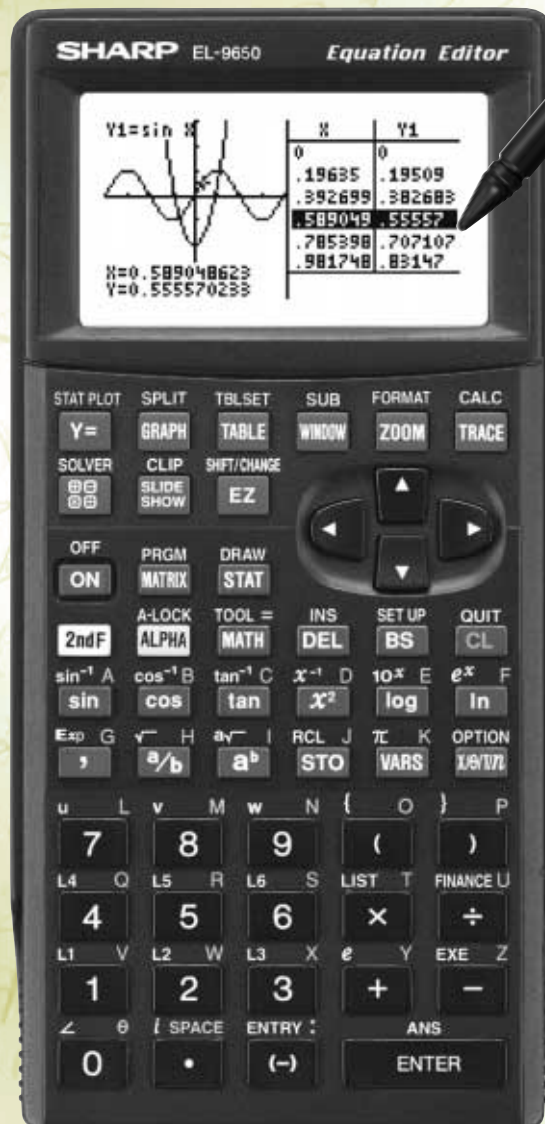 SHARP EL-9650 Equation Editor
Y1=sin X
X Y1
0 0
.19635 .19509
.392699 .382683
.589049 .55557
.785398 .707107
.981748 .83147
X=0.589048623
Y=0.555570233
STAT PLOT SPLIT TBLSET SUB FORMAT CALC
Y= GRAPH TABLE WINDOW ZOOM TRACE
SOLVER CLIP SHIFT/CHANGE
SLIDE SHOW EZ
OFF PRGM DRAW
ON MATRIX STAT
A-LOCK TOOL = INS SET UP QUIT
2ndF ALPHA MATH DEL BS CL
sin⁻¹ A cos⁻¹ B tan⁻¹ C x⁻¹ D 10ˣ E eˣ F
sin cos tan x² log ln
Exp G √ H a√ I RCL J π K OPTION
, a/b aᵇ STO VARS X/θ/T/n
u L v M w N { O } P
7 8 9 ( )
L4 Q L5 R L6 S LIST T FINANCE U
4 5 6 × ÷
L1 V L2 W L3 X e Y EXE Z
1 2 3 + −
∠ θ i SPACE ENTRY : ANS
0 • (−) ENTER